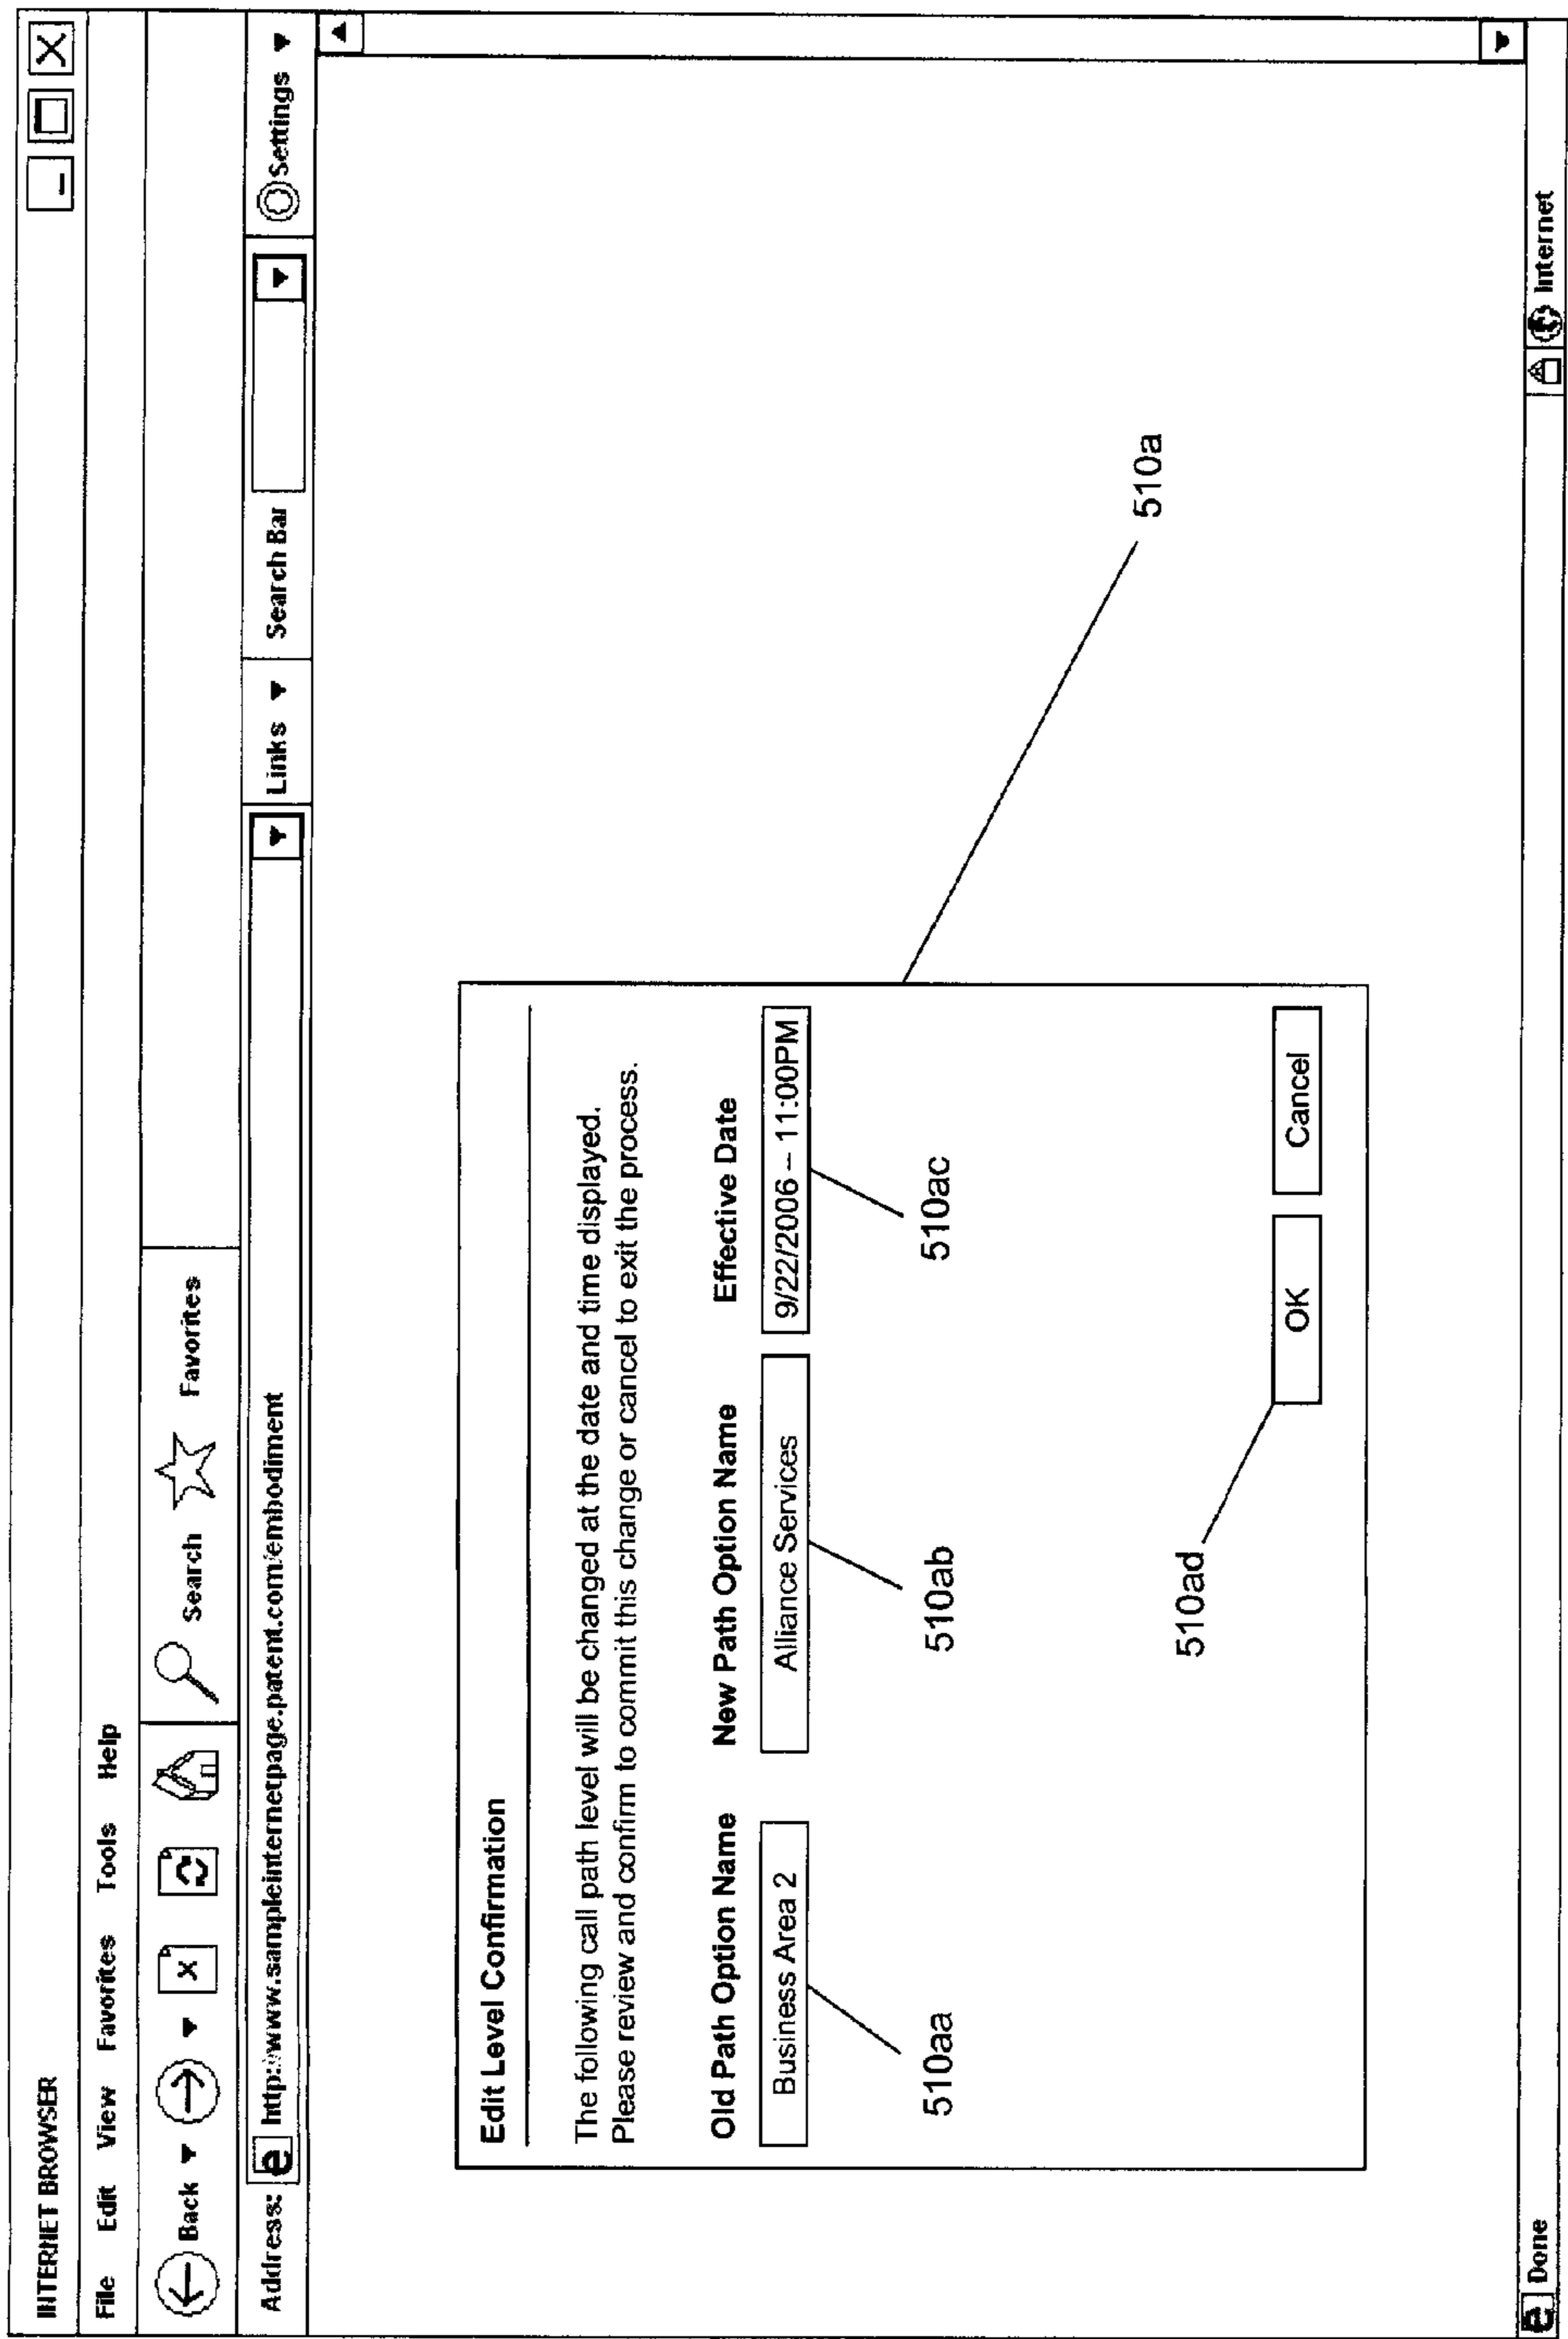 INTERNET BROWSER
File Edit View Favorites Tools Help
Back Search Favorites
Address: e http://www.sampleinternetpage.patent.com/embodiment Links Search Bar Settings
Edit Level Confirmation
The following call path level will be changed at the date and time displayed.
Please review and confirm to commit this change or cancel to exit the process.
Old Path Option Name New Path Option Name Effective Date
Business Area 2 Alliance Services 9/22/2006 – 11:00PM
510aa 510ab 510ac
510a
510ad
OK Cancel
e Done Internet